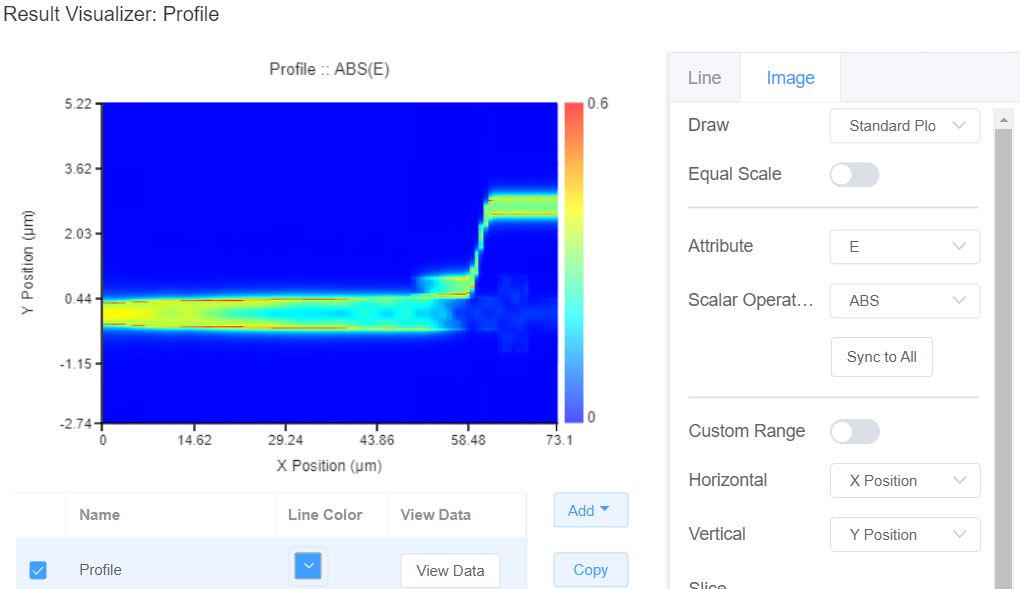 Result Visualizer: Profile
Profile :: ABS(E)
5.22
3.62
2.03
0.44
-1.15
-2.74
Y Position (µm)
0 14.62 29.24 43.86 58.48 73.1
X Position (µm)
0.6
0
Line Image
Draw Standard Plo
Equal Scale
Attribute E
Scalar Operat... ABS
Sync to All
Custom Range
Horizontal X Position
Vertical Y Position
Slice
Name Line Color View Data
Profile View Data
Add
Copy